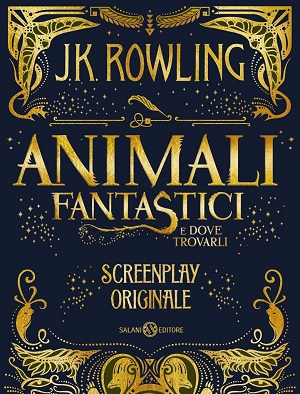 J.K. ROWLING
ANIMALI
FANTASTICI
E DOVE
TROVARLI
SCREENPLAY
ORIGINALE
SALANI EDITORE